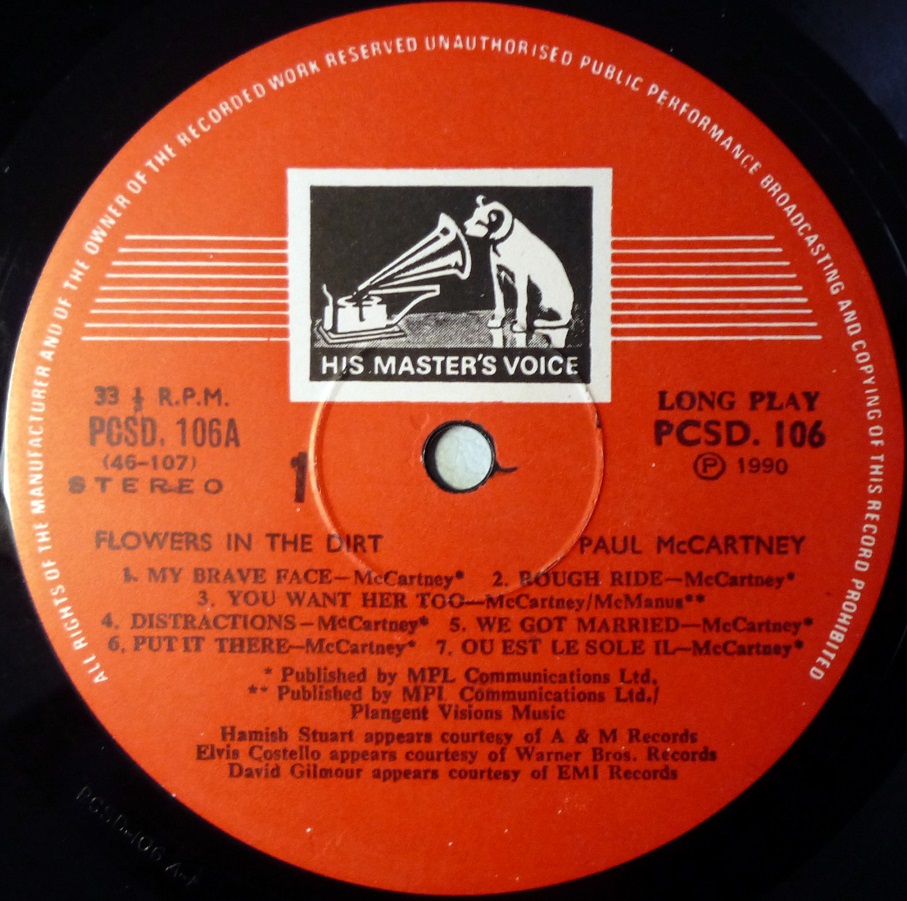 ALL RIGHTS OF THE MANUFACTURER AND OF THE OWNER OF THE RECORDED WORK RESERVED UNAUTHORISED PUBLIC PERFORMANCE BROADCASTING AND COPYING OF THIS RECORD PROHIBITED
HIS MASTER'S VOICE
33 1/3 R.P.M.
PCSD. 106A
(46-107)
STEREO
1
LONG PLAY
PCSD. 106
Ⓟ 1990
FLOWERS IN THE DIRT PAUL McCARTNEY
1. MY BRAVE FACE—McCartney* 2. ROUGH RIDE—McCartney*
3. YOU WANT HER TOO—McCartney/McManus**
4. DISTRACTIONS—McCartney* 5. WE GOT MARRIED—McCartney*
6. PUT IT THERE—McCartney* 7. OU EST LE SOLE IL—McCartney*
* Published by MPL Communications Ltd.
** Published by MPL Communications Ltd./
Plangent Visions Music
Hamish Stuart appears courtesy of A & M Records
Elvis Costello appears courtesy of Warner Bros. Records
David Gilmour appears courtesy of EMI Records
PCSD-106 A-